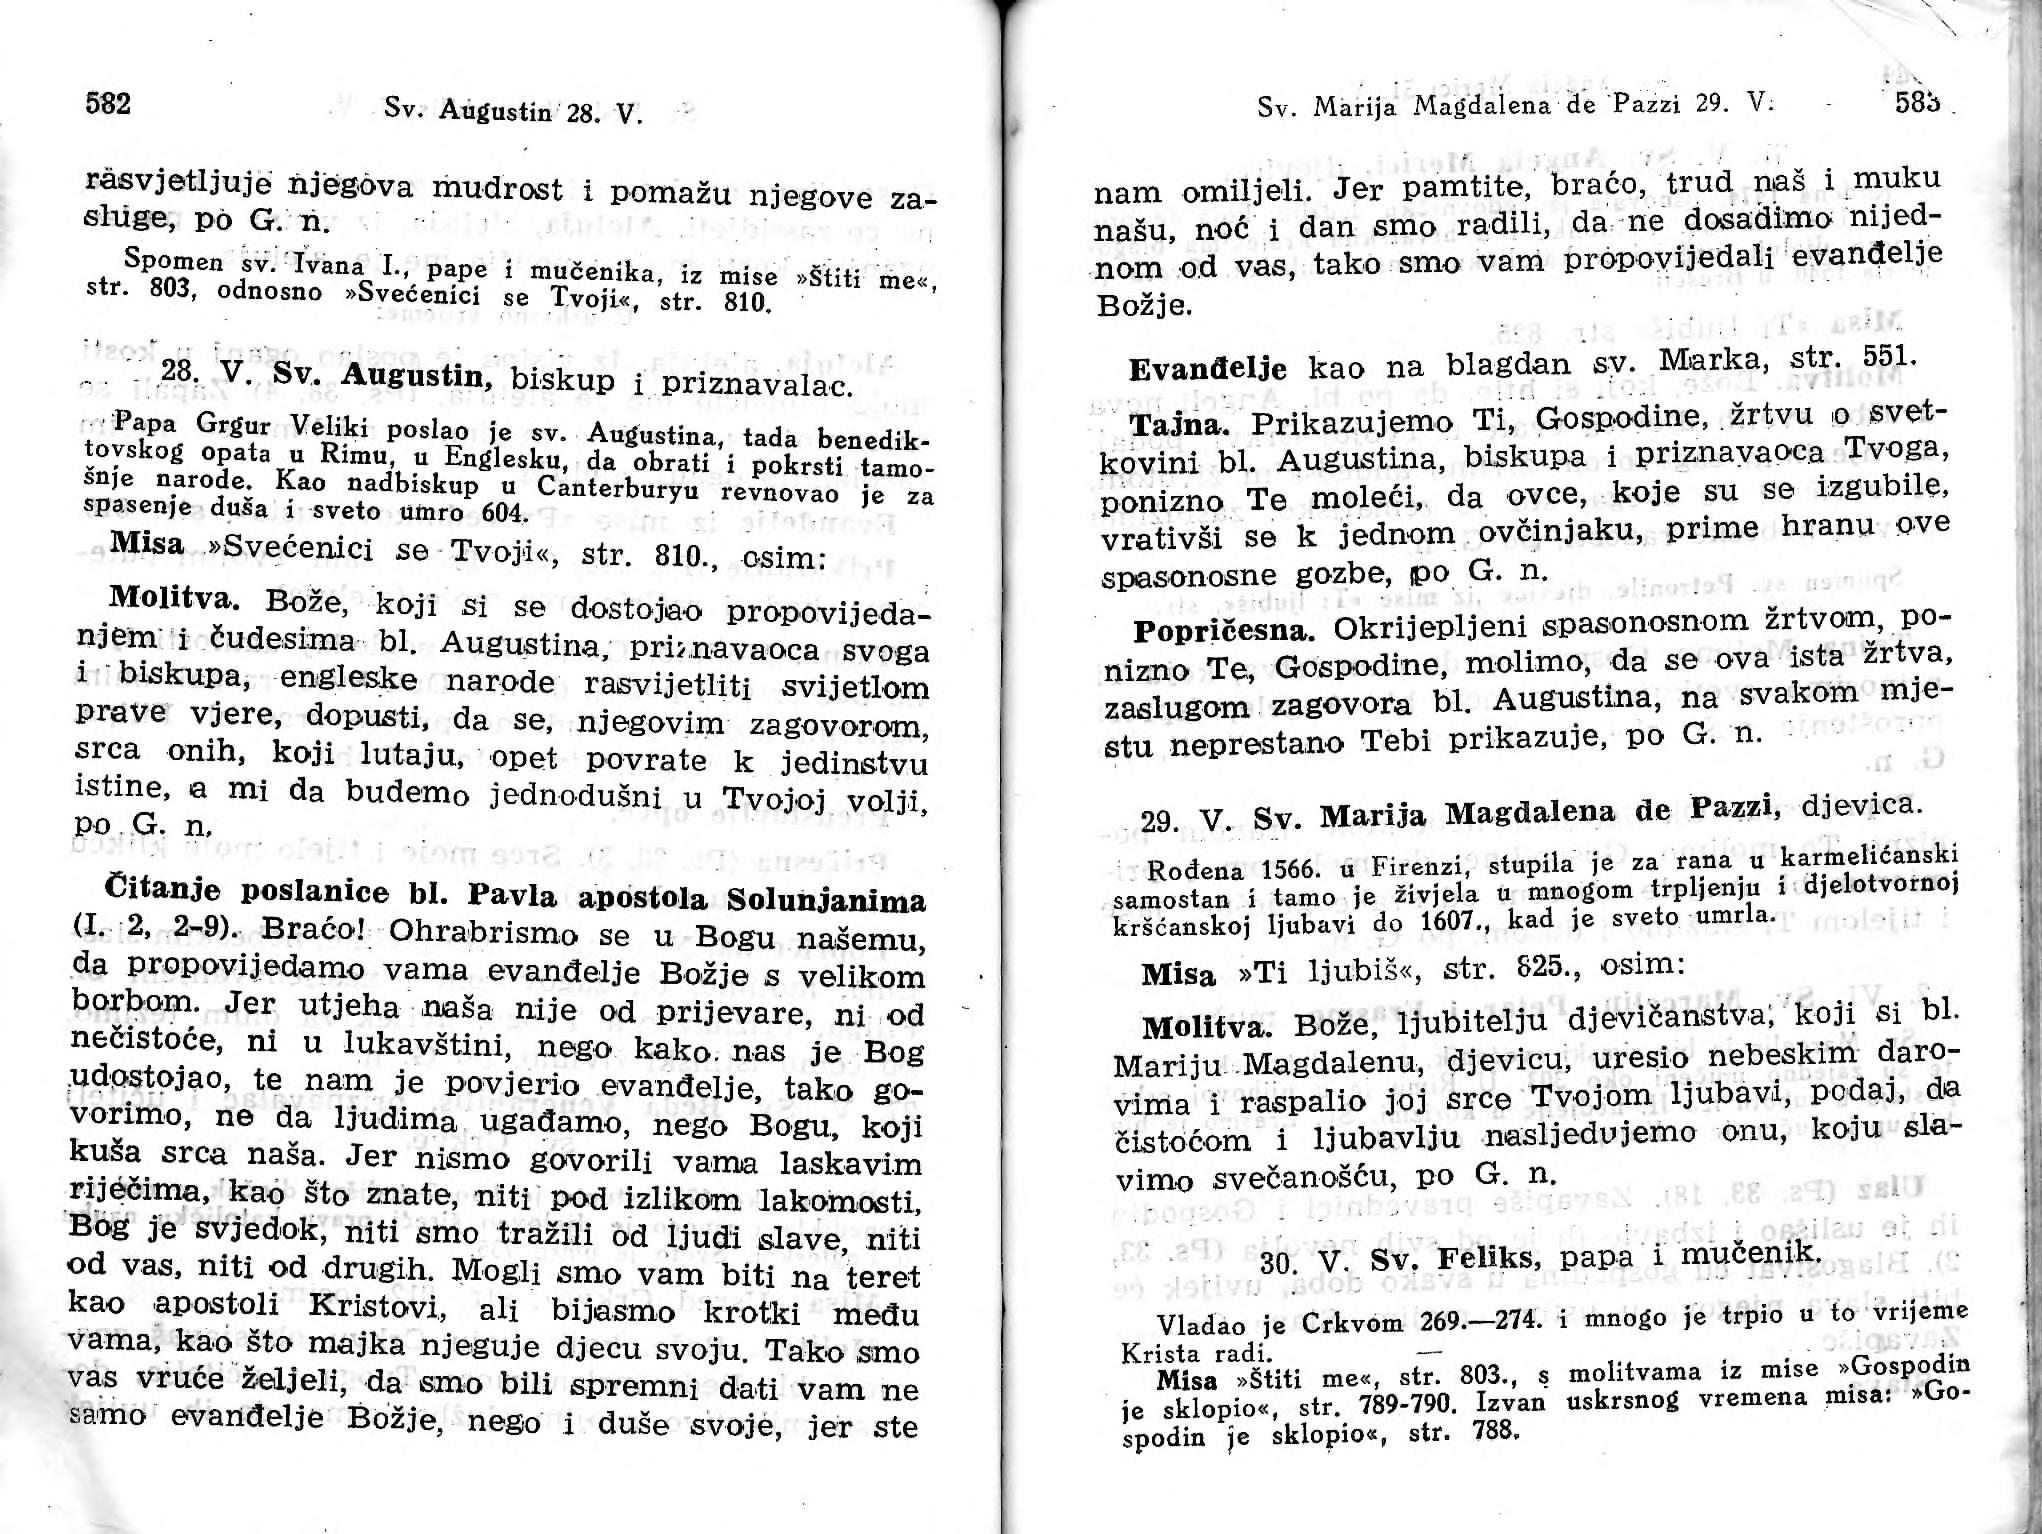 582
Sv. Augustin 28. V.
rasvjetljuje njegova mudrost i pomažu njegove za-
sluge, po G. n.
Spomen sv. Ivana I., pape i mučenika, iz mise »Štiti me«,
str. 803, odnosno »Svećenici se Tvoji«, str. 810.
28. V. Sv. Augustin, biskup i priznavalac.
Papa Grgur Veliki poslao je sv. Augustina, tada benedik-
tovskog opata u Rimu, u Englesku, da obrati i pokrsti tamo-
šnje narode. Kao nadbiskup u Canterburyu revnovao je za
spasenje duša i sveto umro 604.
Misa »Svećenici se Tvoji«, str. 810., osim:
Molitva. Bože, koji si se dostojao propovijeda-
njem i čudesima bl. Augustina, priznavaoca svoga
i biskupa, engleske narode rasvijetliti svijetlom
prave vjere, dopusti, da se, njegovim zagovorom,
srca onih, koji lutaju, opet povrate k jedinstvu
istine, a mi da budemo jednodušni u Tvojoj volji,
po G. n.
Čitanje poslanice bl. Pavla apostola Solunjanima
(I. 2, 2-9). Braćo! Ohrabrismo se u Bogu našemu,
da propovijedamo vama evanđelje Božje s velikom
borbom. Jer utjeha naša nije od prijevare, ni od
nečistoće, ni u lukavštini, nego kako nas je Bog
udostojao, te nam je povjerio evanđelje, tako go-
vorimo, ne da ljudima ugađamo, nego Bogu, koji
kuša srca naša. Jer nismo govorili vama laskavim
riječima, kao što znate, niti pod izlikom lakomosti,
Bog je svjedok, niti smo tražili od ljudi slave, niti
od vas, niti od drugih. Mogli smo vam biti na teret
kao apostoli Kristovi, ali bijasmo krotki među
vama, kao što majka njeguje djecu svoju. Tako smo
vas vruće željeli, da smo bili spremni dati vam ne
samo evanđelje Božje, nego i duše svoje, jer ste
Sv. Marija Magdalena de Pazzi 29. V.
583
nam omiljeli. Jer pamtite, braćo, trud naš i muku
našu, noć i dan smo radili, da ne dosadimo nijed-
nom od vas, tako smo vam propovijedali evanđelje
Božje.
Evanđelje kao na blagdan sv. Marka, str. 551.
Tajna. Prikazujemo Ti, Gospodine, žrtvu o svet-
kovini bl. Augustina, biskupa i priznavaoca Tvoga,
ponizno Te moleći, da ovce, koje su se izgubile,
vrativši se k jednom ovčinjaku, prime hranu ove
spasonosne gozbe, po G. n.
Popričesna. Okrijepljeni spasonosnom žrtvom, po-
nizno Te, Gospodine, molimo, da se ova ista žrtva,
zaslugom zagovora bl. Augustina, na svakom mje-
stu neprestano Tebi prikazuje, po G. n.
29. V. Sv. Marija Magdalena de Pazzi, djevica.
Rođena 1566. u Firenzi, stupila je za rana u karmelićanski
samostan i tamo je živjela u mnogom trpljenju i djelotvornoj
kršćanskoj ljubavi do 1607., kad je sveto umrla.
Misa »Ti ljubiš«, str. 825., osim:
Molitva. Bože, ljubitelju djevičanstva, koji si bl.
Mariju Magdalenu, djevicu, uresio nebeskim daro-
vima i raspalio joj srce Tvojom ljubavi, podaj, da
čistoćom i ljubavlju nasljedujemo onu, koju sla-
vimo svečanošću, po G. n.
30. V. Sv. Feliks, papa i mučenik.
Vladao je Crkvom 269.—274. i mnogo je trpio u to vrijeme
Krista radi.
Misa »Štiti me«, str. 803., s molitvama iz mise »Gospodin
je sklopio«, str. 789-790. Izvan uskrsnog vremena misa: »Go-
spodin je sklopio«, str. 788.